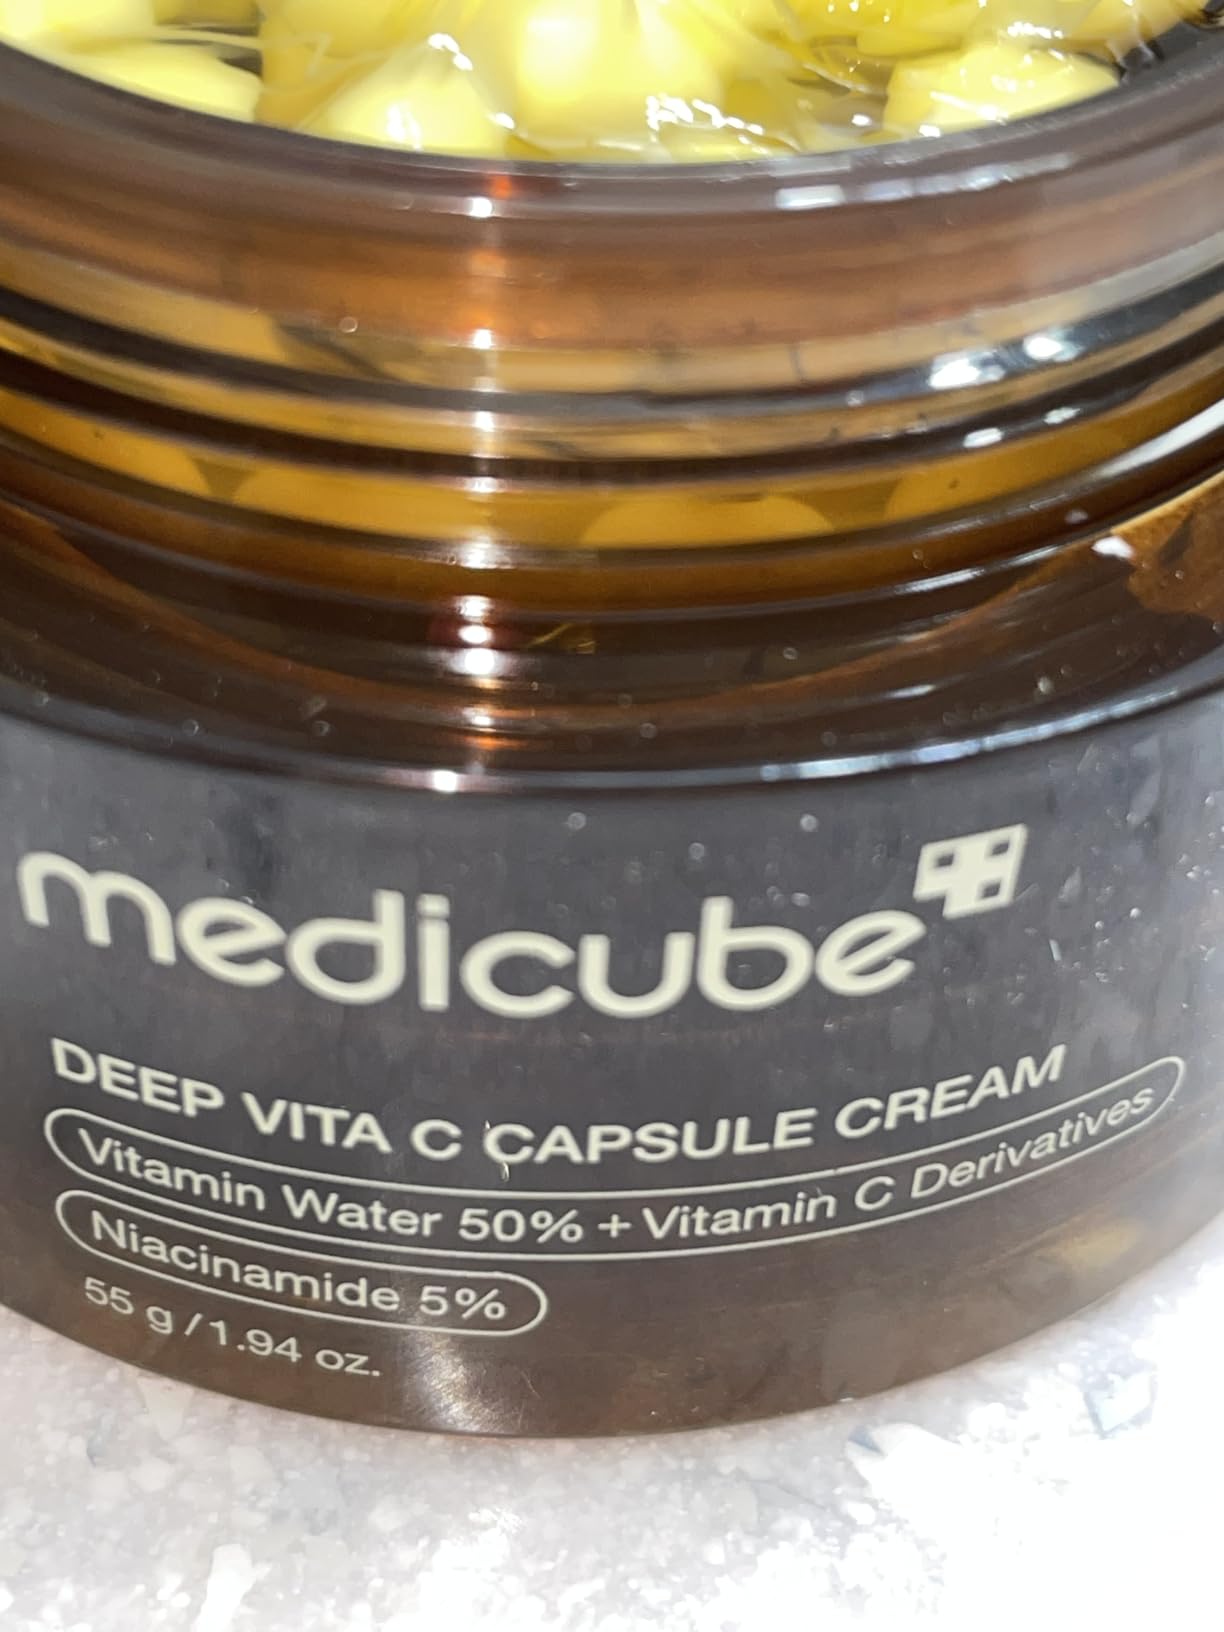 medicube
DEEP VITA C CAPSULE CREAM
Vitamin Water 50% + Vitamin C Derivatives
Niacinamide 5%
55 g / 1.94 oz.